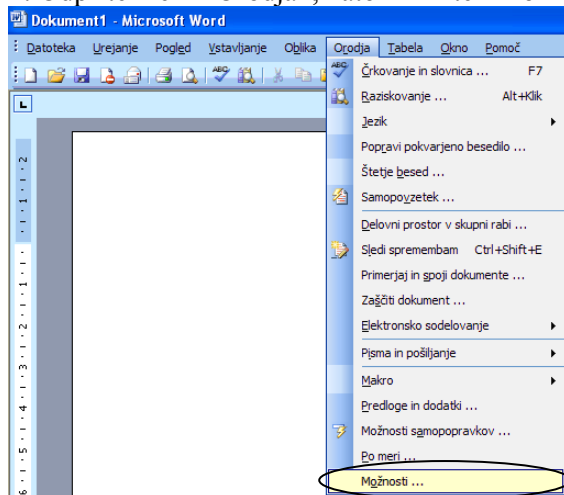 Dokument1 - Microsoft Word
Datoteka Urejanje Pogled Vstavljanje Oblika Orodja Tabela Okno Pomoč
Črkovanje in slovnica ... F7
Raziskovanje ... Alt+Klik
Jezik
Popravi pokvarjeno besedilo ...
Štetje besed ...
Samopovzetek ...
Delovni prostor v skupni rabi ...
Sledi spremembam Ctrl+Shift+E
Primerjaj in spoji dokumente ...
Zaščiti dokument ...
Elektronsko sodelovanje
Pisma in pošiljanje
Makro
Predloge in dodatki ...
Možnosti samopopravkov ...
Po meri ...
Možnosti ...